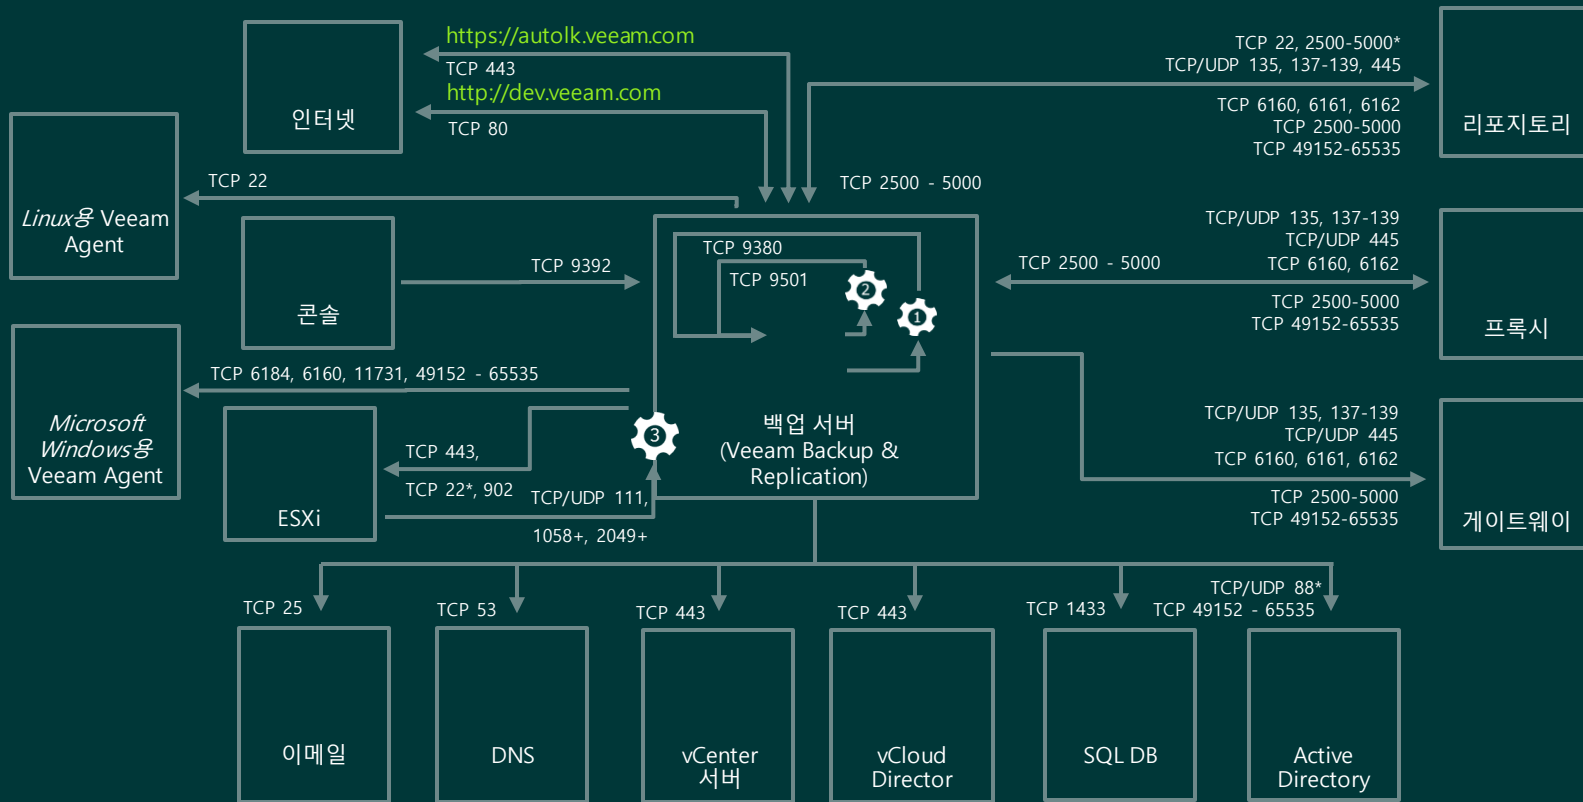 https://autolk.veeam.com
TCP 443
http://dev.veeam.com
TCP 80
인터넷
TCP 22, 2500-5000*
TCP/UDP 135, 137-139, 445
TCP 6160, 6161, 6162
TCP 2500-5000
TCP 49152-65535
리포지토리
TCP 22
TCP 2500 - 5000
Linux용 Veeam
Agent
콘솔
TCP 9392
TCP 9380
TCP 9501
2
1
TCP 2500 - 5000
TCP/UDP 135, 137-139
TCP/UDP 445
TCP 6160, 6162
TCP 2500-5000
TCP 49152-65535
프록시
TCP 6184, 6160, 11731, 49152 - 65535
Microsoft
Windows용
Veeam Agent
3
백업 서버
(Veeam Backup &
Replication)
TCP/UDP 135, 137-139
TCP/UDP 445
TCP 6160, 6161, 6162
TCP 2500-5000
TCP 49152-65535
게이트웨이
TCP 443,
TCP 22*, 902
ESXi
TCP/UDP 111,
1058+, 2049+
TCP 25
이메일
TCP 53
DNS
TCP 443
vCenter
서버
TCP 443
vCloud
Director
TCP 1433
SQL DB
TCP/UDP 88*
TCP 49152 - 65535
Active
Directory